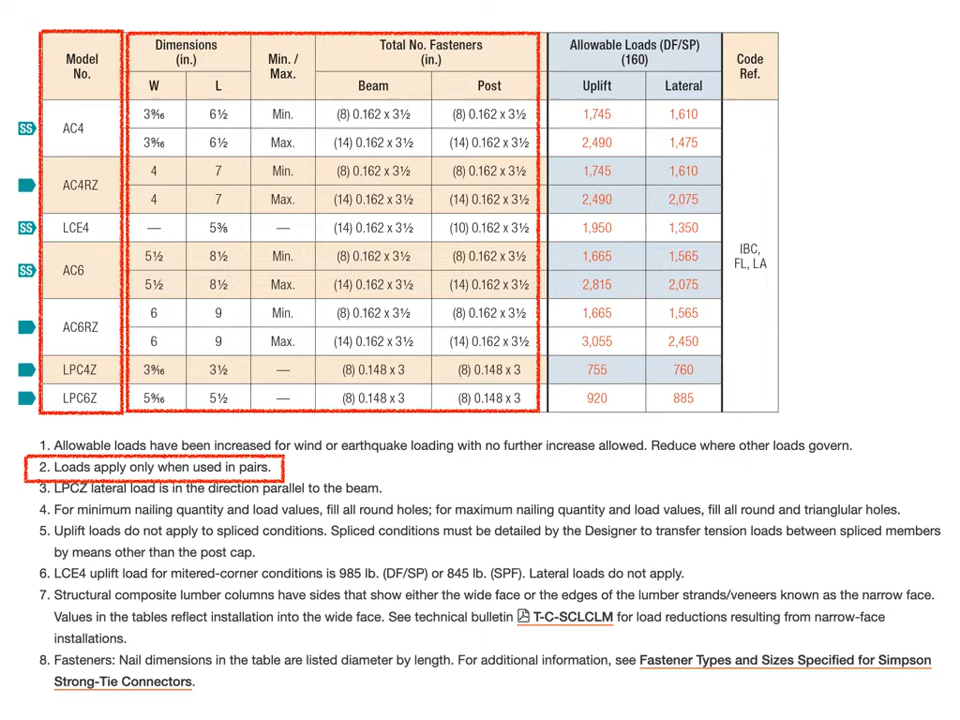 Model No. Dimensions (in.) Min. / Max. Total No. Fasteners (in.) Allowable Loads (DF/SP) (160) Code Ref.
W L Beam Post Uplift Lateral
SS AC4 3⁹⁄₁₆ 6½ Min. (8) 0.162 x 3½ (8) 0.162 x 3½ 1,745 1,610
3⁹⁄₁₆ 6½ Max. (14) 0.162 x 3½ (14) 0.162 x 3½ 2,490 1,475
AC4RZ 4 7 Min. (8) 0.162 x 3½ (8) 0.162 x 3½ 1,745 1,610
4 7 Max. (14) 0.162 x 3½ (14) 0.162 x 3½ 2,490 2,075
SS LCE4 — 5⅜ — (14) 0.162 x 3½ (10) 0.162 x 3½ 1,950 1,350
IBC, FL, LA
SS AC6 5½ 8½ Min. (8) 0.162 x 3½ (8) 0.162 x 3½ 1,665 1,565
5½ 8½ Max. (14) 0.162 x 3½ (14) 0.162 x 3½ 2,815 2,075
AC6RZ 6 9 Min. (8) 0.162 x 3½ (8) 0.162 x 3½ 1,665 1,565
6 9 Max. (14) 0.162 x 3½ (14) 0.162 x 3½ 3,055 2,450
LPC4Z 3⁹⁄₁₆ 3½ — (8) 0.148 x 3 (8) 0.148 x 3 755 760
LPC6Z 5⁹⁄₁₆ 5½ — (8) 0.148 x 3 (8) 0.148 x 3 920 885
1. Allowable loads have been increased for wind or earthquake loading with no further increase allowed. Reduce where other loads govern.
2. Loads apply only when used in pairs.
3. LPCZ lateral load is in the direction parallel to the beam.
4. For minimum nailing quantity and load values, fill all round holes; for maximum nailing quantity and load values, fill all round and trianglular holes.
5. Uplift loads do not apply to spliced conditions. Spliced conditions must be detailed by the Designer to transfer tension loads between spliced members
by means other than the post cap.
6. LCE4 uplift load for mitered-corner conditions is 985 lb. (DF/SP) or 845 lb. (SPF). Lateral loads do not apply.
7. Structural composite lumber columns have sides that show either the wide face or the edges of the lumber strands/veneers known as the narrow face.
Values in the tables reflect installation into the wide face. See technical bulletin T-C-SCLCLM for load reductions resulting from narrow-face
installations.
8. Fasteners: Nail dimensions in the table are listed diameter by length. For additional information, see Fastener Types and Sizes Specified for Simpson
Strong-Tie Connectors.